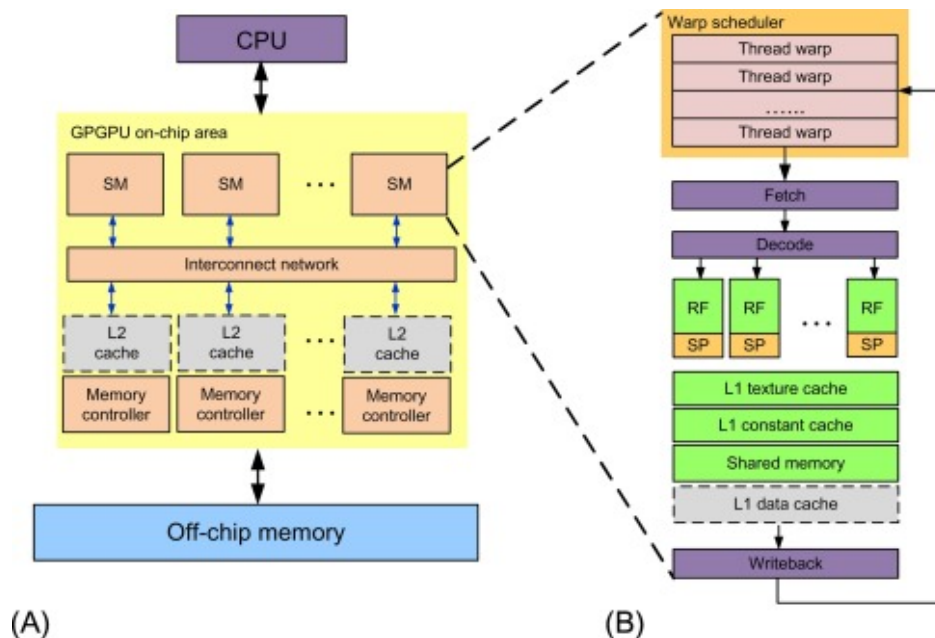 CPU
GPGPU on-chip area
SM
SM
...
SM
Interconnect network
L2
cache
L2
cache
...
L2
cache
Memory
controller
Memory
controller
...
Memory
controller
Off-chip memory
(A)
Warp scheduler
Thread warp
Thread warp
......
Thread warp
Fetch
Decode
RF
RF
...
RF
SP
SP
SP
L1 texture cache
L1 constant cache
Shared memory
L1 data cache
Writeback
(B)